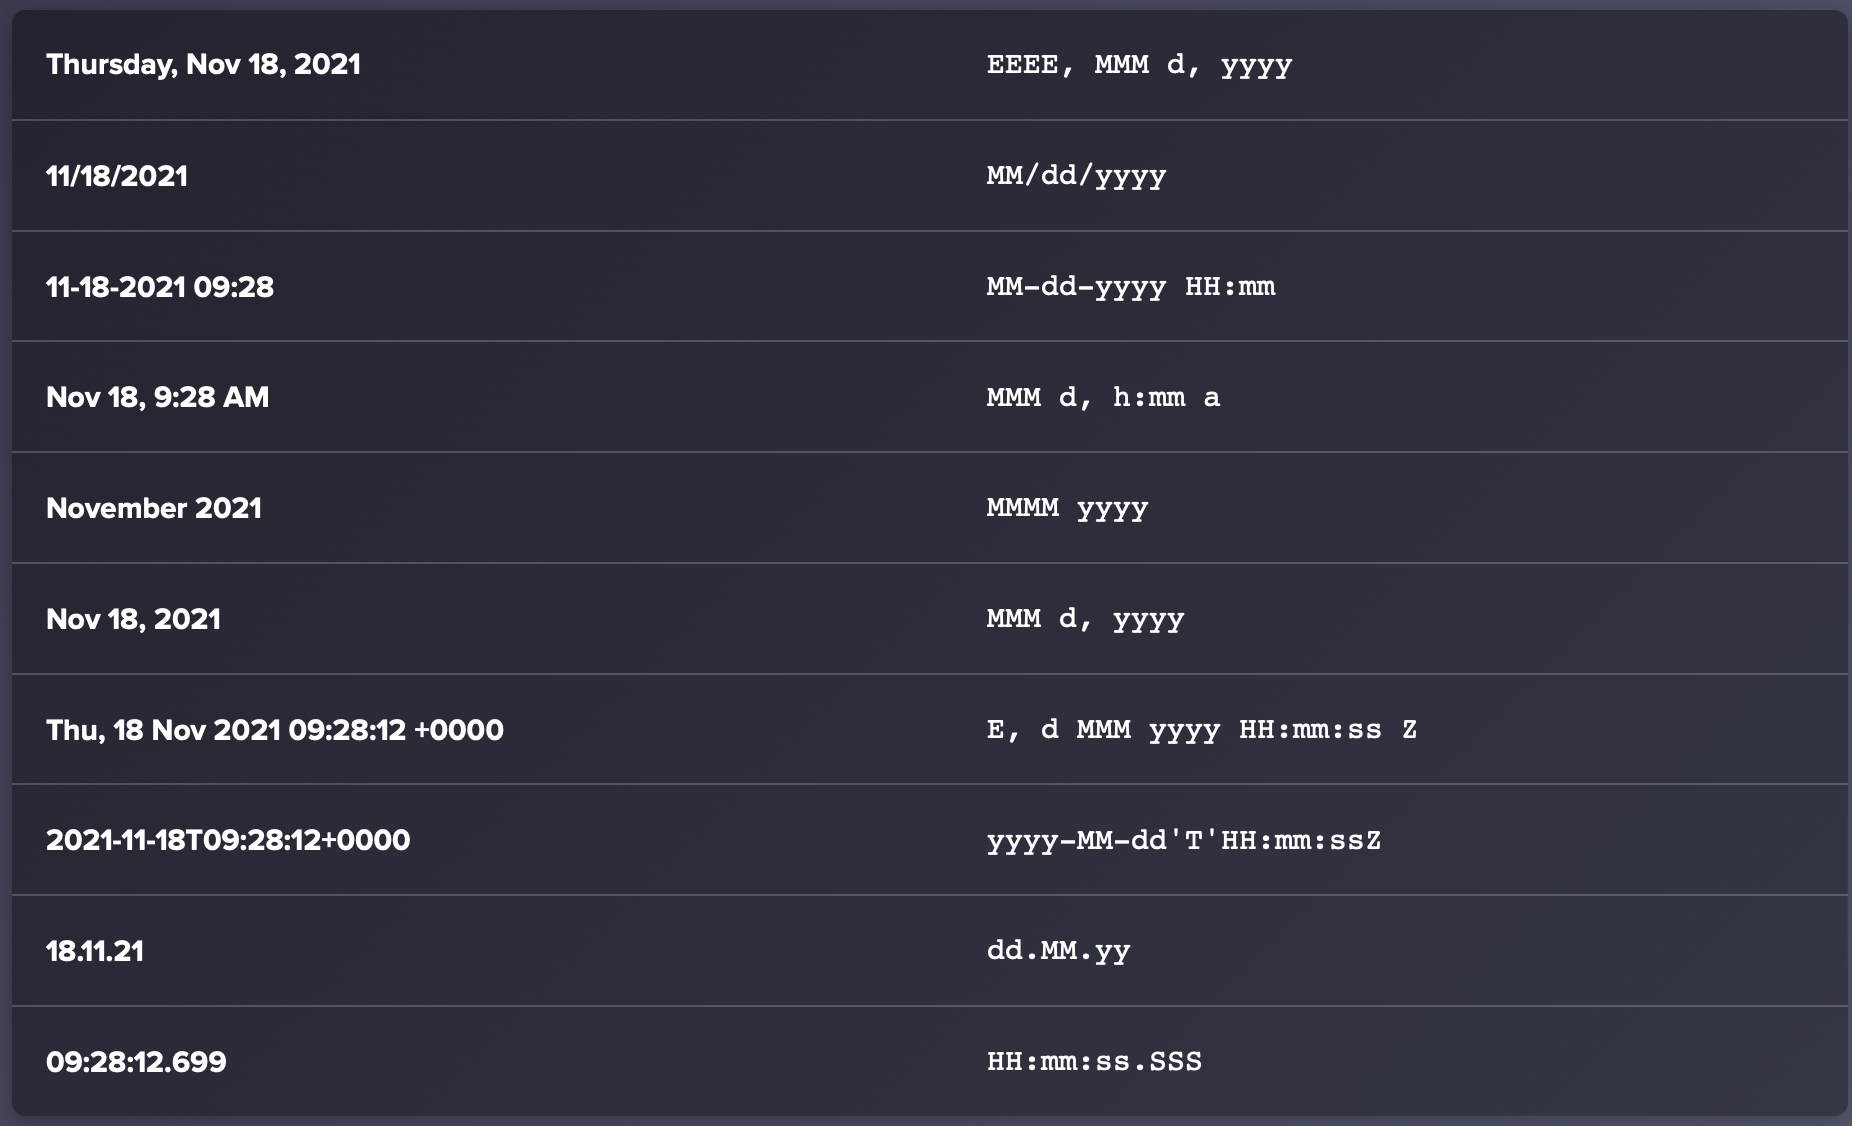 Thursday, Nov 18, 2021 EEEE, MMM d, yyyy
11/18/2021 MM/dd/yyyy
11-18-2021 09:28 MM-dd-yyyy HH:mm
Nov 18, 9:28 AM MMM d, h:mm a
November 2021 MMMM yyyy
Nov 18, 2021 MMM d, yyyy
Thu, 18 Nov 2021 09:28:12 +0000 E, d MMM yyyy HH:mm:ss Z
2021-11-18T09:28:12+0000 yyyy-MM-dd'T'HH:mm:ssZ
18.11.21 dd.MM.yy
09:28:12.699 HH:mm:ss.SSS